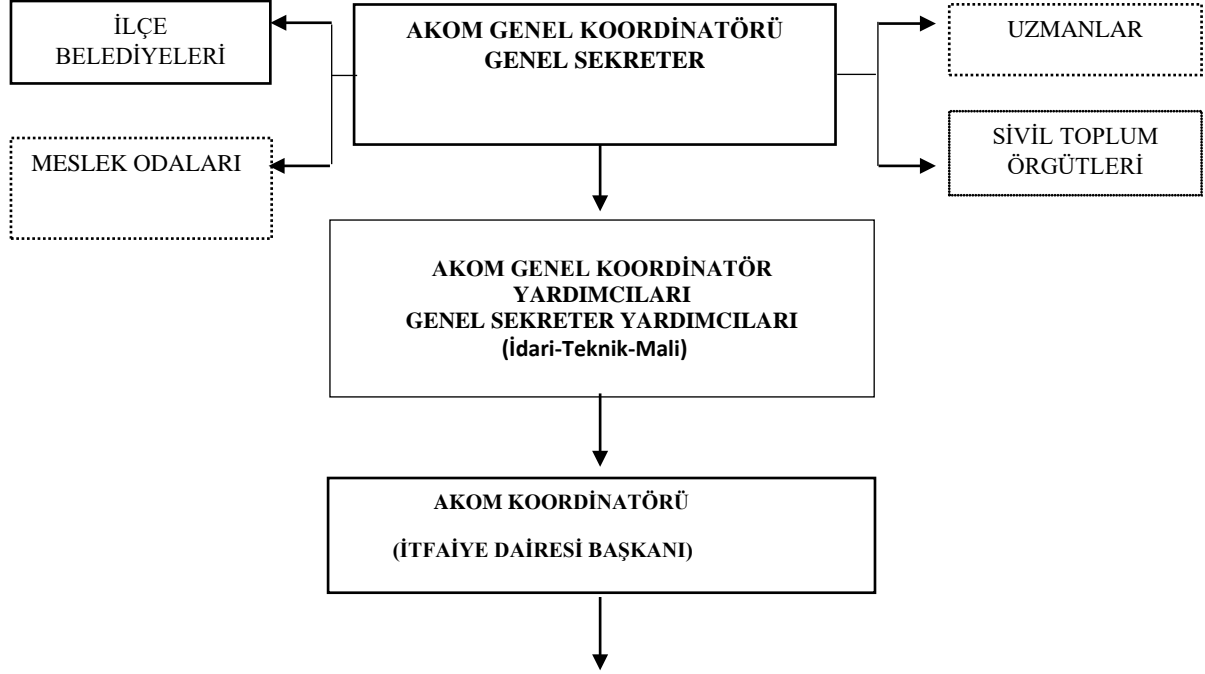 İLÇE
BELEDİYELERİ
AKOM GENEL KOORDİNATÖRÜ
GENEL SEKRETER
UZMANLAR
MESLEK ODALARI
SİVİL TOPLUM
ÖRGÜTLERİ
AKOM GENEL KOORDİNATÖR
YARDIMCILARI
GENEL SEKRETER YARDIMCILARI
(İdari-Teknik-Mali)
AKOM KOORDİNATÖRÜ
(İTFAİYE DAİRESİ BAŞKANI)